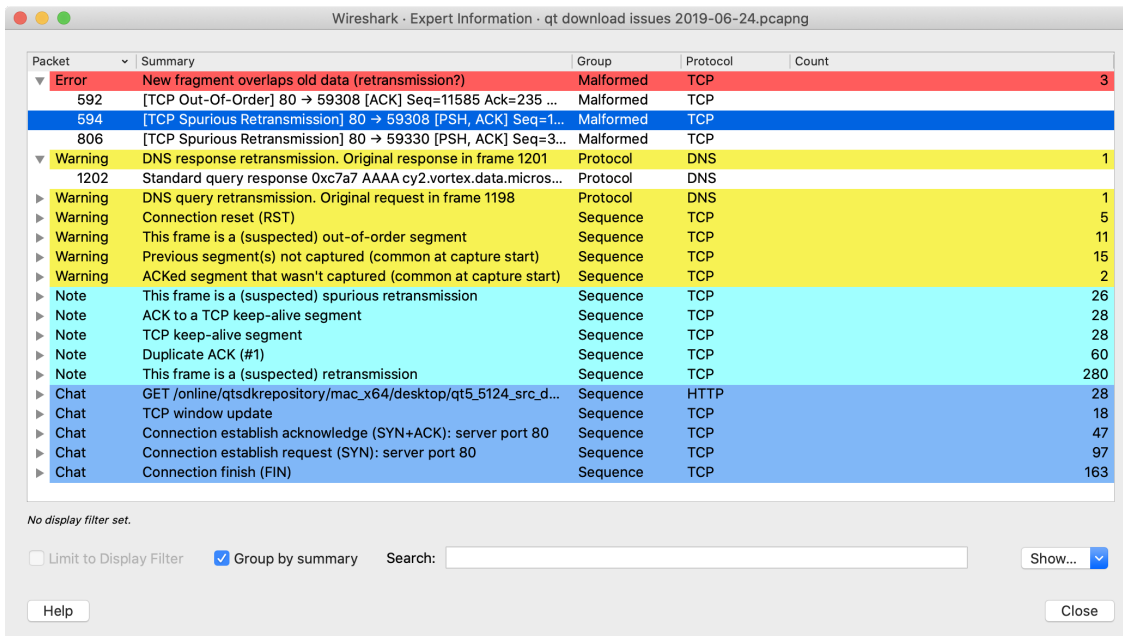 Wireshark · Expert Information · qt download issues 2019-06-24.pcapng
Packet Summary Group Protocol Count
Error New fragment overlaps old data (retransmission?) Malformed TCP 3
592 [TCP Out-Of-Order] 80 → 59308 [ACK] Seq=11585 Ack=235 ... Malformed TCP
594 [TCP Spurious Retransmission] 80 → 59308 [PSH, ACK] Seq=1... Malformed TCP
806 [TCP Spurious Retransmission] 80 → 59330 [PSH, ACK] Seq=3... Malformed TCP
Warning DNS response retransmission. Original response in frame 1201 Protocol DNS 1
1202 Standard query response 0xc7a7 AAAA cy2.vortex.data.micros... Protocol DNS
Warning DNS query retransmission. Original request in frame 1198 Protocol DNS 1
Warning Connection reset (RST) Sequence TCP 5
Warning This frame is a (suspected) out-of-order segment Sequence TCP 11
Warning Previous segment(s) not captured (common at capture start) Sequence TCP 15
Warning ACKed segment that wasn't captured (common at capture start) Sequence TCP 2
Note This frame is a (suspected) spurious retransmission Sequence TCP 26
Note ACK to a TCP keep-alive segment Sequence TCP 28
Note TCP keep-alive segment Sequence TCP 28
Note Duplicate ACK (#1) Sequence TCP 60
Note This frame is a (suspected) retransmission Sequence TCP 280
Chat GET /online/qtsdkrepository/mac_x64/desktop/qt5_5124_src_d... Sequence HTTP 28
Chat TCP window update Sequence TCP 18
Chat Connection establish acknowledge (SYN+ACK): server port 80 Sequence TCP 47
Chat Connection establish request (SYN): server port 80 Sequence TCP 97
Chat Connection finish (FIN) Sequence TCP 163
No display filter set.
Limit to Display Filter Group by summary Search: Show...
Help Close